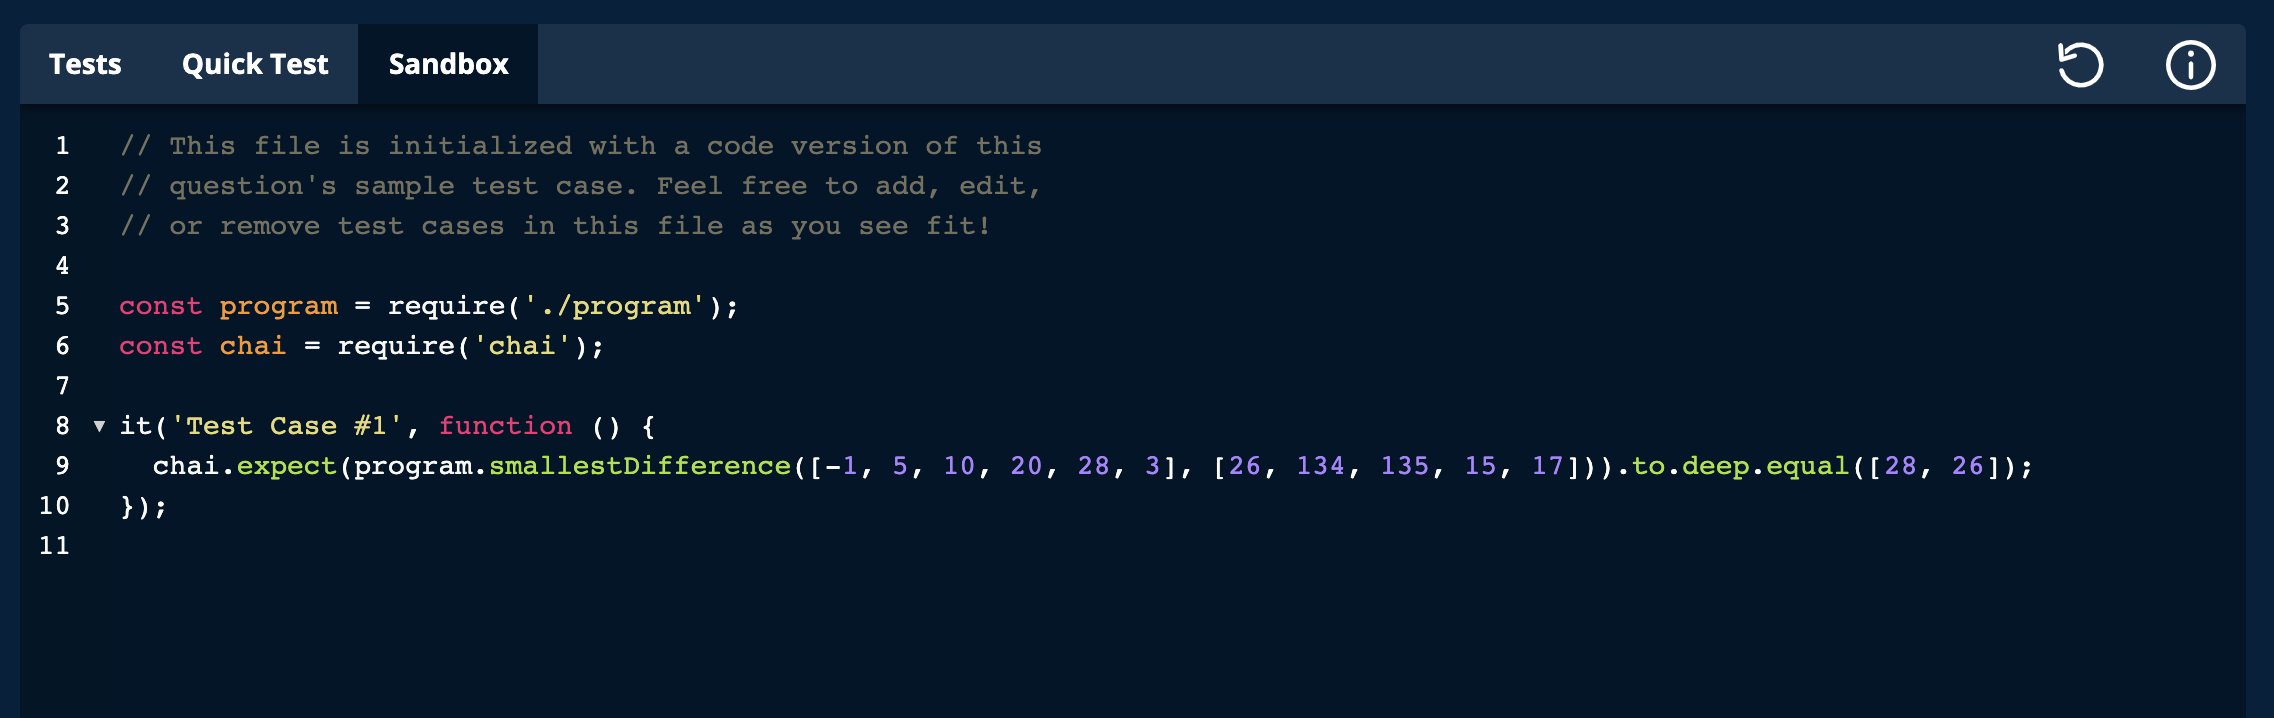 Tests Quick Test Sandbox
1 // This file is initialized with a code version of this
2 // question's sample test case. Feel free to add, edit,
3 // or remove test cases in this file as you see fit!
4
5 const program = require('./program');
6 const chai = require('chai');
7
8 it('Test Case #1', function () {
9 chai.expect(program.smallestDifference([-1, 5, 10, 20, 28, 3], [26, 134, 135, 15, 17])).to.deep.equal([28, 26]);
10 });
11